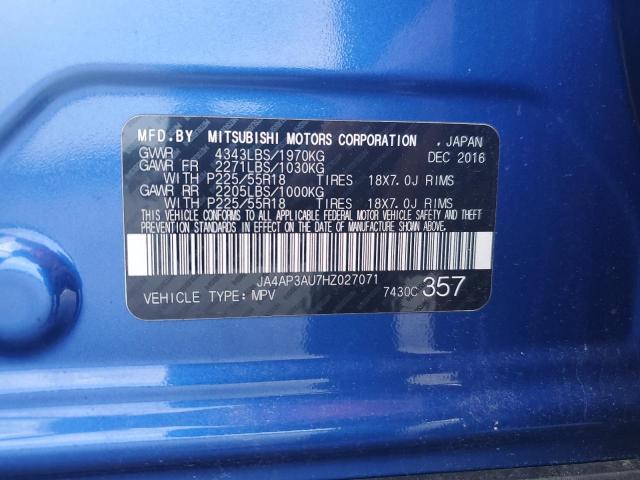 MFD.BY MITSUBISHI MOTORS CORPORATION , JAPAN
GVWR 4343LBS/1970KG DEC 2016
GAWR FR 2271LBS/1030KG
WITH P225/55R18 TIRES 18X7.0J RIMS
GAWR RR 2205LBS/1000KG
WITH P225/55R18 TIRES 18X7.0J RIMS
THIS VEHICLE CONFORMS TO ALL APPLICABLE FEDERAL MOTOR VEHICLE SAFETY AND THEFT
PREVENTION STANDARDS IN EFFECT ON THE DATE OF MANUFACTURE SHOWN ABOVE.
JA4AP3AU7HZ027071
VEHICLE TYPE: MPV 7430C 357